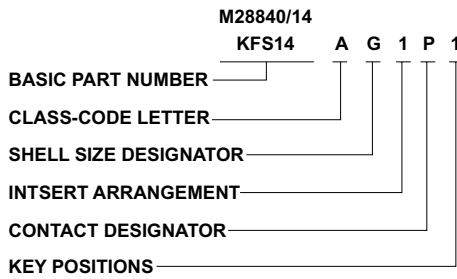 M28840/14
KFS14 A G 1 P 1
BASIC PART NUMBER
CLASS-CODE LETTER
SHELL SIZE DESIGNATOR
INTSERT ARRANGEMENT
CONTACT DESIGNATOR
KEY POSITIONS